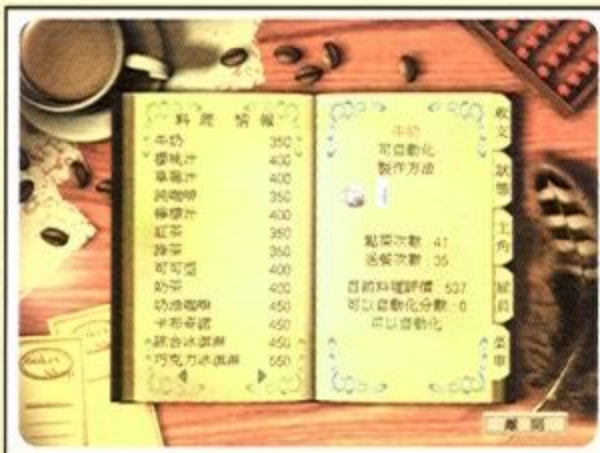 料理 情報
牛奶 350
櫻桃汁 400
草莓汁 400
黑咖啡 350
檸檬汁 400
紅茶 350
綠茶 350
可可亞 400
奶茶 400
奶油咖啡 450
卡布奇諾 450
綜合冰淇淋 450
巧克力冰淇淋 550
牛奶
可自動化
製作方法
點菜次數:41
送餐次數:35
目前料理評價:537
可以自動化分數:0
可以自動化
收支
狀態
主角
雇員
菜單
離開